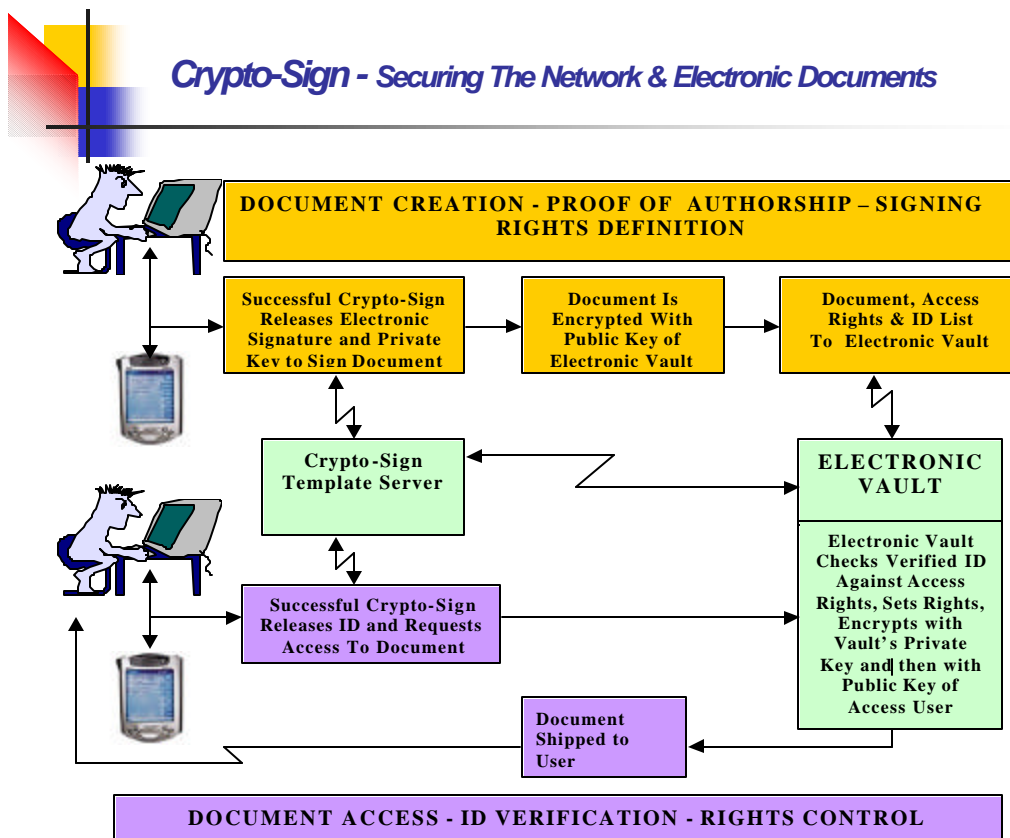 Crypto-Sign - Securing The Network & Electronic Documents
DOCUMENT CREATION - PROOF OF AUTHORSHIP – SIGNING
RIGHTS DEFINITION
Successful Crypto-Sign
Releases Electronic
Signature and Private
Key to Sign Document
Document Is
Encrypted With
Public Key of
Electronic Vault
Document, Access
Rights & ID List
To Electronic Vault
Crypto-Sign
Template Server
ELECTRONIC
VAULT
Electronic Vault
Checks Verified ID
Against Access
Rights, Sets Rights,
Encrypts with
Vault's Private
Key and then with
Public Key of
Access User
Successful Crypto-Sign
Releases ID and Requests
Access To Document
Document
Shipped to
User
DOCUMENT ACCESS - ID VERIFICATION - RIGHTS CONTROL